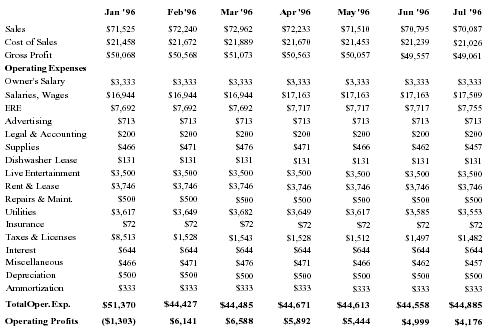 Jan '96 Feb'96 Mar '96 Apr '96 May '96 Jun '96 Jul '96
Sales $71,525 $72,240 $72,962 $72,233 $71,510 $70,795 $70,087
Cost of Sales $21,458 $21,672 $21,889 $21,670 $21,453 $21,239 $21,026
Gross Profit $50,068 $50,568 $51,073 $50,563 $50,057 $49,557 $49,061
Operating Expenses
Owner's Salary $3,333 $3,333 $3,333 $3,333 $3,333 $3,333 $3,333
Salaries, Wages $16,944 $16,944 $16,944 $17,163 $17,163 $17,163 $17,509
ERE $7,692 $7,692 $7,692 $7,717 $7,717 $7,717 $7,755
Advertising $713 $713 $713 $713 $713 $713 $713
Legal & Accounting $200 $200 $200 $200 $200 $200 $200
Supplies $466 $471 $476 $471 $466 $462 $457
Dishwasher Lease $131 $131 $131 $131 $131 $131 $131
Live Entertainment $3,500 $3,500 $3,500 $3,500 $3,500 $3,500 $3,500
Rent & Lease $3,746 $3,746 $3,746 $3,746 $3,746 $3,746 $3,746
Repairs & Maint. $500 $500 $500 $500 $500 $500 $500
Utilities $3,617 $3,649 $3,682 $3,649 $3,617 $3,585 $3,553
Insurance $72 $72 $72 $72 $72 $72 $72
Taxes & Licenses $8,513 $1,528 $1,543 $1,528 $1,512 $1,497 $1,482
Interest $644 $644 $644 $644 $644 $644 $644
Miscellaneous $466 $471 $476 $471 $466 $462 $457
Depreciation $500 $500 $500 $500 $500 $500 $500
Ammortization $333 $333 $333 $333 $333 $333 $333
Total Oper. Exp. $51,370 $44,427 $44,485 $44,671 $44,613 $44,558 $44,885
Operating Profits ($1,303) $6,141 $6,588 $5,892 $5,444 $4,999 $4,176